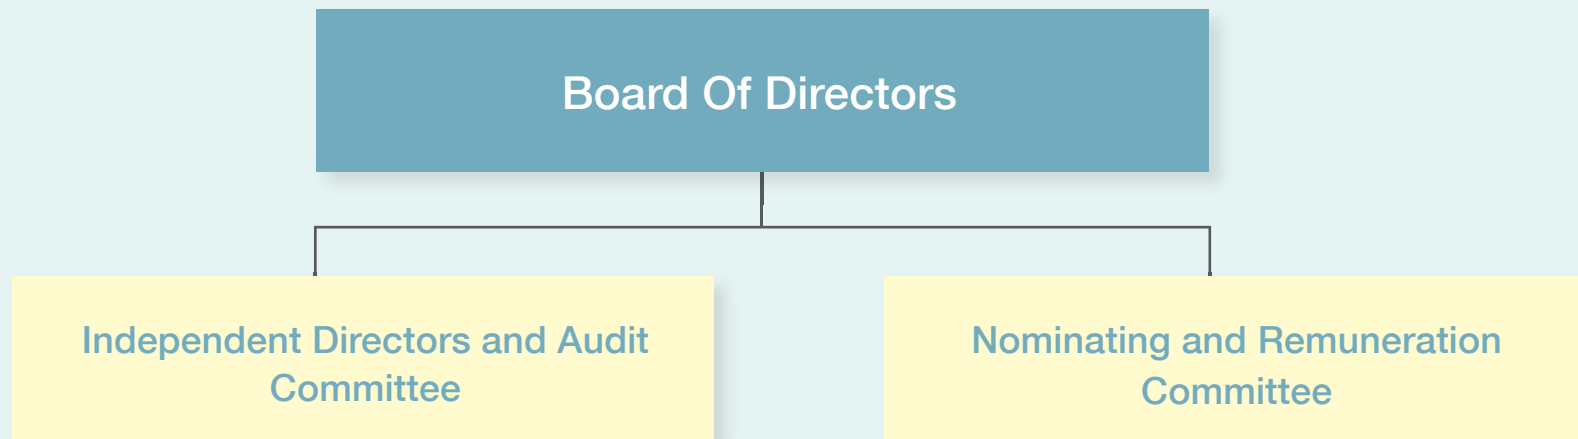 Board Of Directors
Independent Directors and Audit
Committee
Nominating and Remuneration
Committee